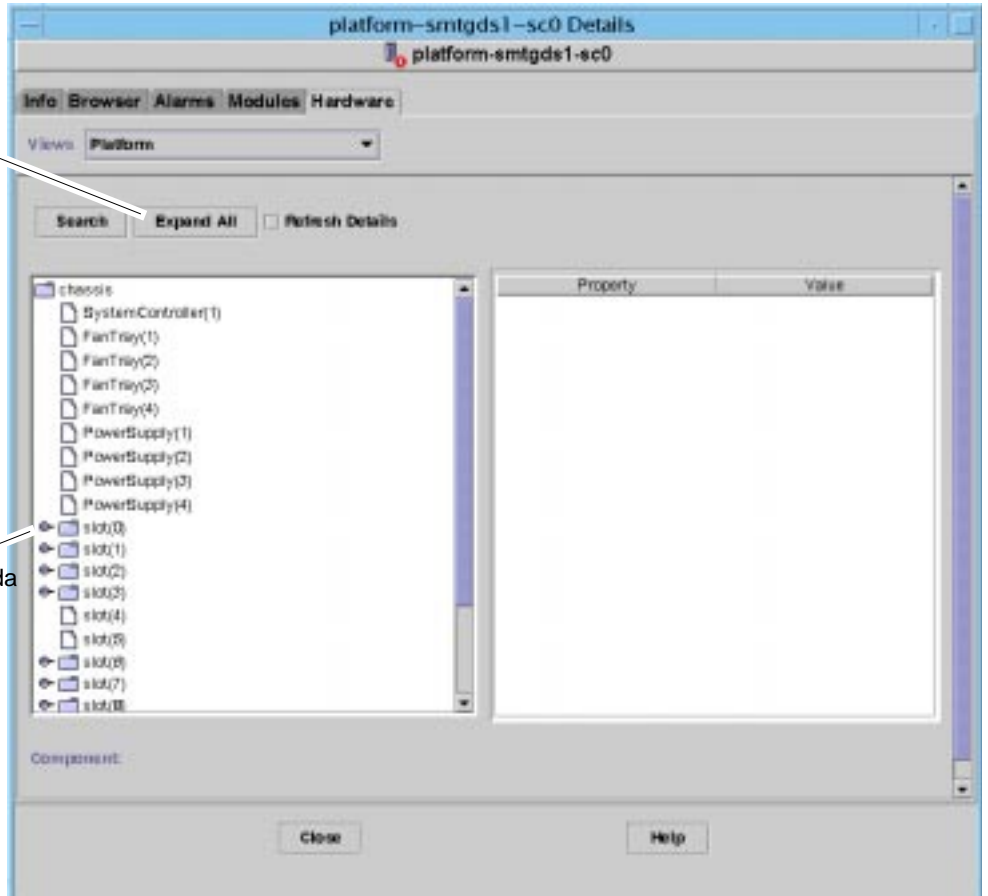 platform-smtgds1-sc0 Details
platform-smtgds1-sc0
Info Browser Alarms Modules Hardware
Views Platform
Search Expand All Refresh Details
chassis
SystemController(1)
FanTray(1)
FanTray(2)
FanTray(3)
FanTray(4)
PowerSupply(1)
PowerSupply(2)
PowerSupply(3)
PowerSupply(4)
slot(0)
slot(1)
slot(2)
slot(3)
slot(4)
slot(5)
slot(6)
slot(7)
slot(8)
Property Value
da
Component:
Close Help